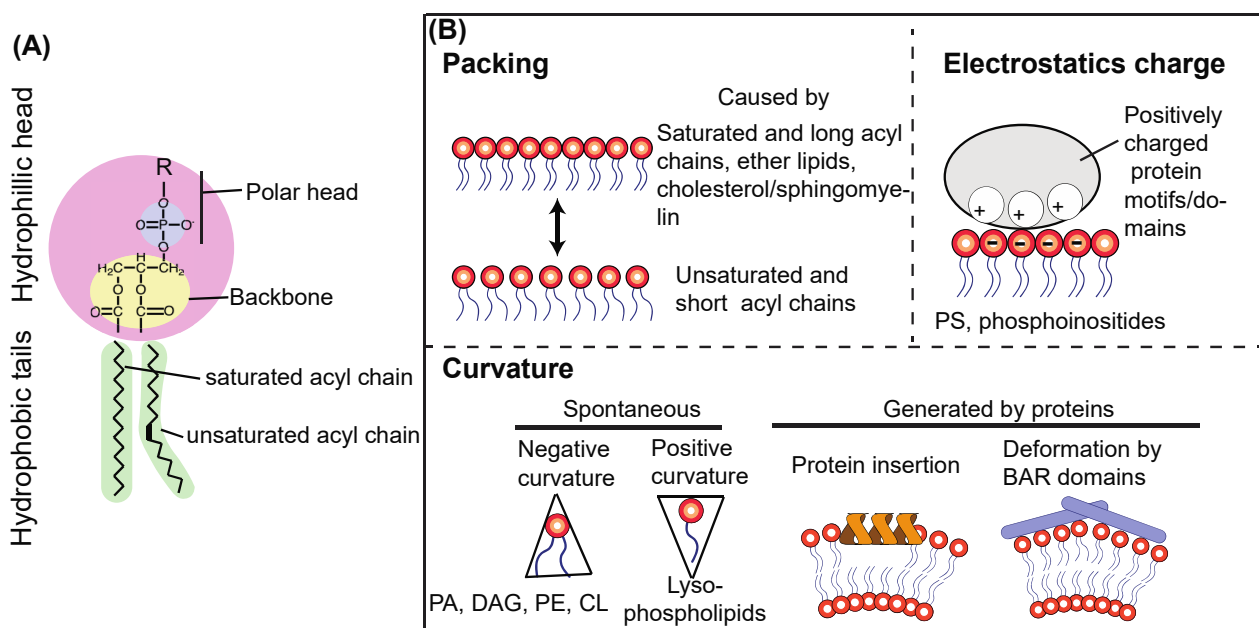 (A)
Hydrophillic head
Hydrophobic tails
R
O
O=P-O-
O
H
H₂C-C-CH₂
O O
O=C C=O
Polar head
Backbone
saturated acyl chain
unsaturated acyl chain
(B)
Packing
Caused by
Saturated and long acyl
chains, ether lipids,
cholesterol/sphingomye-
lin
Unsaturated and
short acyl chains
Electrostatics charge
Positively
charged
protein
motifs/do-
mains
+ + +
- - - -
PS, phosphoinositides
Curvature
Spontaneous
Negative
curvature
PA, DAG, PE, CL
Positive
curvature
Lyso-
phospholipids
Generated by proteins
Protein insertion
Deformation by
BAR domains